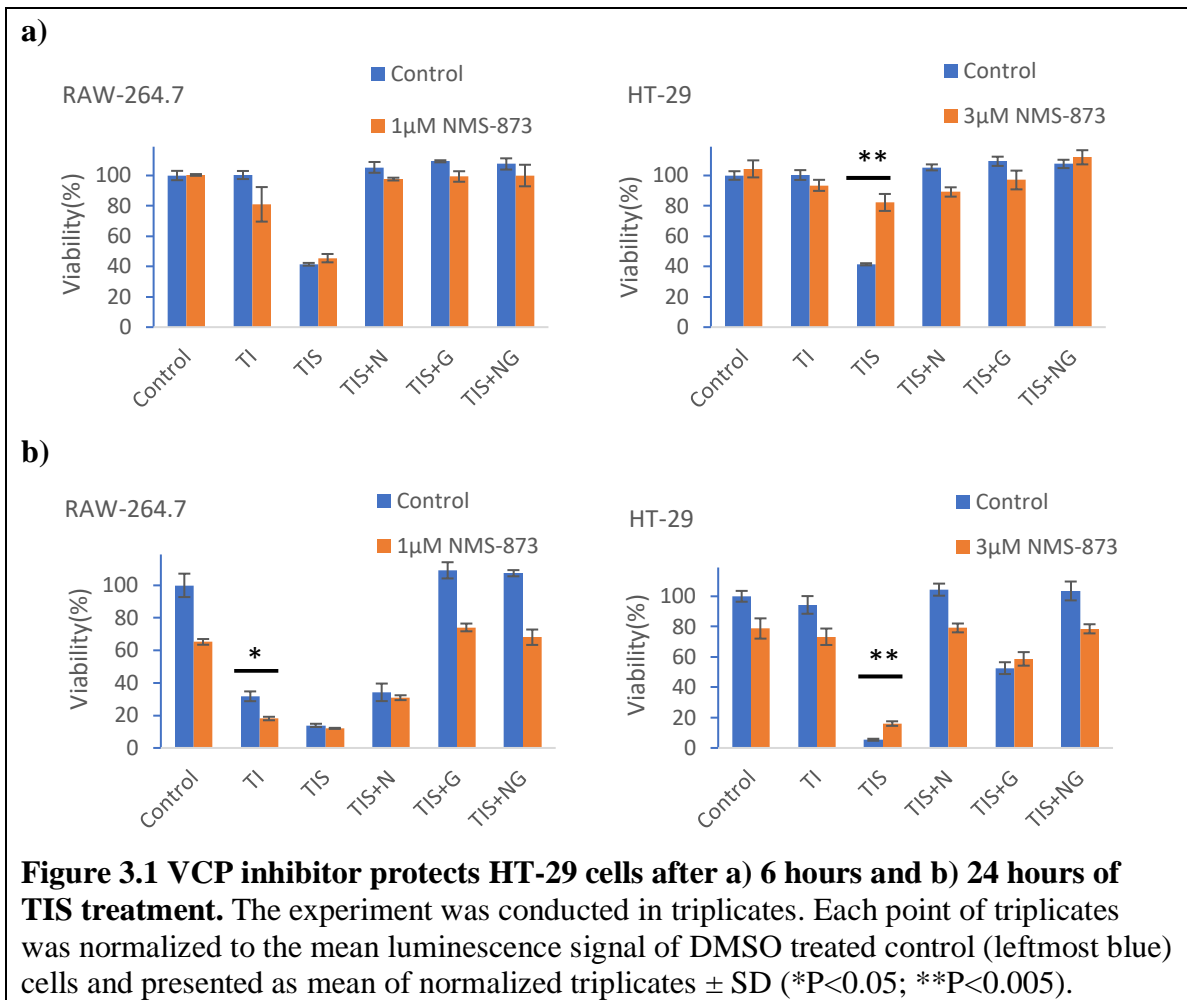 a)
RAW-264.7
Control
1µM NMS-873
Viability(%)
100
80
60
40
20
0
Control
TI
TIS
TIS+N
TIS+G
TIS+NG
HT-29
Control
3µM NMS-873
**
Viability(%)
100
80
60
40
20
0
Control
TI
TIS
TIS+N
TIS+G
TIS+NG
b)
RAW-264.7
Control
1µM NMS-873
*
Viability(%)
100
80
60
40
20
0
Control
TI
TIS
TIS+N
TIS+G
TIS+NG
HT-29
Control
3µM NMS-873
**
Viability(%)
100
80
60
40
20
0
Control
TI
TIS
TIS+N
TIS+G
TIS+NG
Figure 3.1 VCP inhibitor protects HT-29 cells after a) 6 hours and b) 24 hours of
TIS treatment. The experiment was conducted in triplicates. Each point of triplicates
was normalized to the mean luminescence signal of DMSO treated control (leftmost blue)
cells and presented as mean of normalized triplicates ± SD (*P<0.05; **P<0.005).